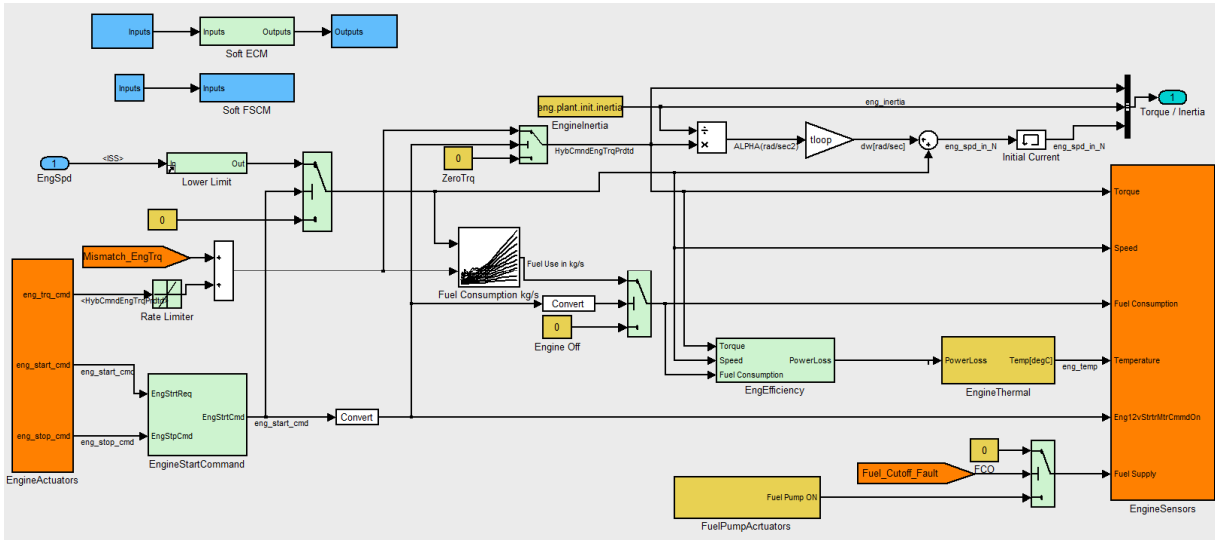 Inputs
Inputs
Outputs
Outputs
Soft ECM
Inputs
Inputs
Soft FSCM
eng.plant.init.inertia
EngineInertia
eng_inertia
1
Torque / Inertia
÷
×
ALPHA(rad/sec2)
tloop
dw[rad/sec]
eng_spd_in_N
Initial Current
eng_spd_in_N
HybCmndEngTrqPrdtd
0
ZeroTrq
1
EngSpd
<ISS>
In
Out
Lower Limit
0
Mismatch_EngTrq
eng_trq_cmd
<HybCmndEngTrqPrdtd>
Rate Limiter
eng_start_cmd
eng_start_cmd
eng_stop_cmd
eng_stop_cmd
EngineActuators
EngStrtReq
EngStpCmd
EngStrtCmd
EngineStartCommand
eng_start_cmd
Convert
Fuel Consumption kg/s
Fuel Use in kg/s
Convert
0
Engine Off
Torque
Speed
Fuel Consumption
PowerLoss
EngEfficiency
PowerLoss
Temp[degC]
EngineThermal
eng_temp
Torque
Speed
Fuel Consumption
Temperature
Eng12vStrtrMtrCmmdOn
Fuel Supply
EngineSensors
0
FCO
Fuel_Cutoff_Fault
Fuel Pump ON
FuelPumpAcrtuators